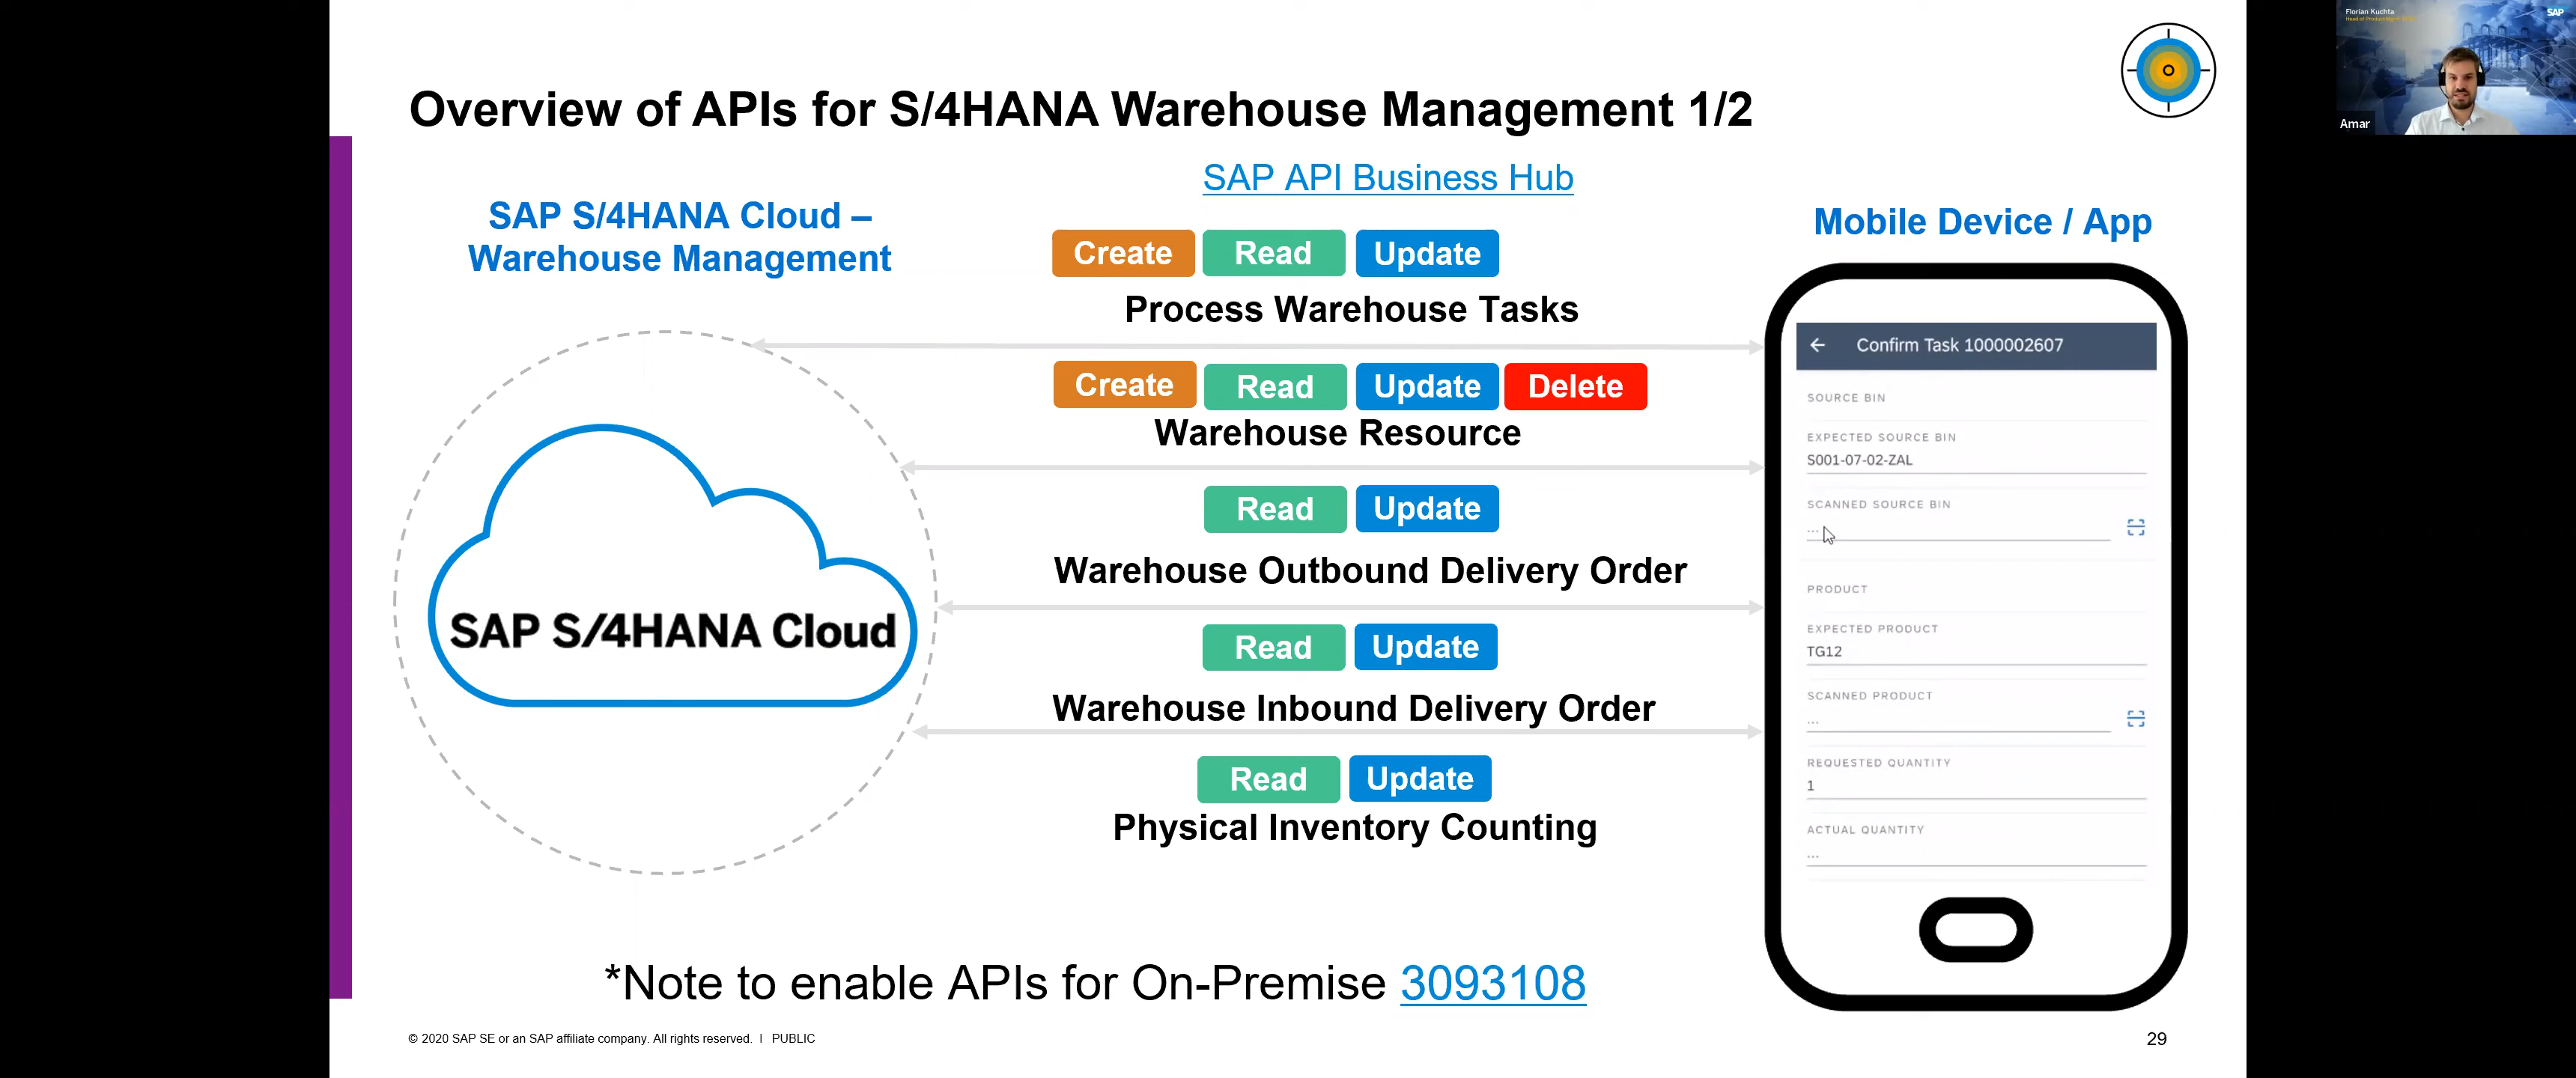 Overview of APIs for S/4HANA Warehouse Management 1/2
SAP API Business Hub
SAP S/4HANA Cloud –
Warehouse Management
Mobile Device / App
Create Read Update
Process Warehouse Tasks
Create Read Update Delete
Warehouse Resource
Read Update
Warehouse Outbound Delivery Order
Read Update
Warehouse Inbound Delivery Order
Read Update
Physical Inventory Counting
SAP S/4HANA Cloud
Confirm Task 1000002607
SOURCE BIN
EXPECTED SOURCE BIN
S001-07-02-ZAL
SCANNED SOURCE BIN
...
PRODUCT
EXPECTED PRODUCT
TG12
SCANNED PRODUCT
...
REQUESTED QUANTITY
1
ACTUAL QUANTITY
...
*Note to enable APIs for On-Premise 3093108
© 2020 SAP SE or an SAP affiliate company. All rights reserved. I PUBLIC
29
Florian Kuchta
SAP
Amar